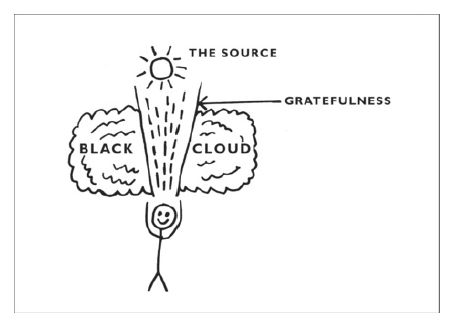 THE SOURCE
GRATEFULNESS
BLACK CLOUD